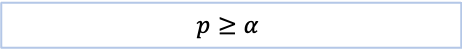 𝑝 ≥ 𝛼